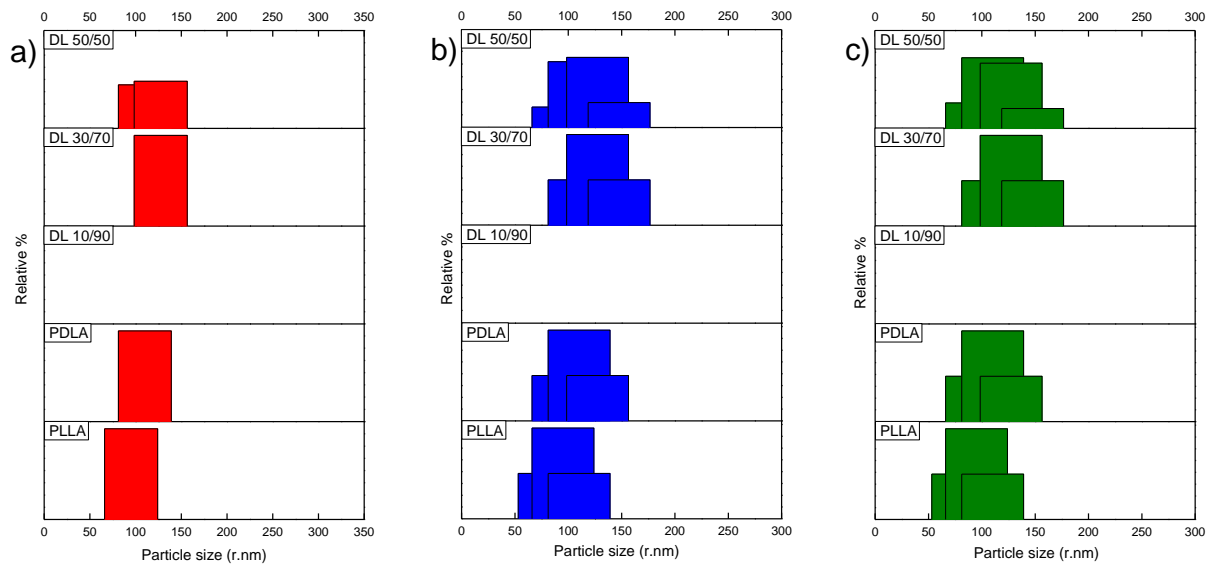 a)
0 50 100 150 200 250 300 350
DL 50/50
DL 30/70
DL 10/90
PDLA
PLLA
Relative %
0 50 100 150 200 250 300 350
Particle size (r.nm)
b)
0 50 100 150 200 250 300
DL 50/50
DL 30/70
DL 10/90
PDLA
PLLA
Relative %
0 50 100 150 200 250 300
Particle size (r.nm)
c)
0 50 100 150 200 250 300
DL 50/50
DL 30/70
DL 10/90
PDLA
PLLA
Relative %
0 50 100 150 200 250 300
Particle size (r.nm)